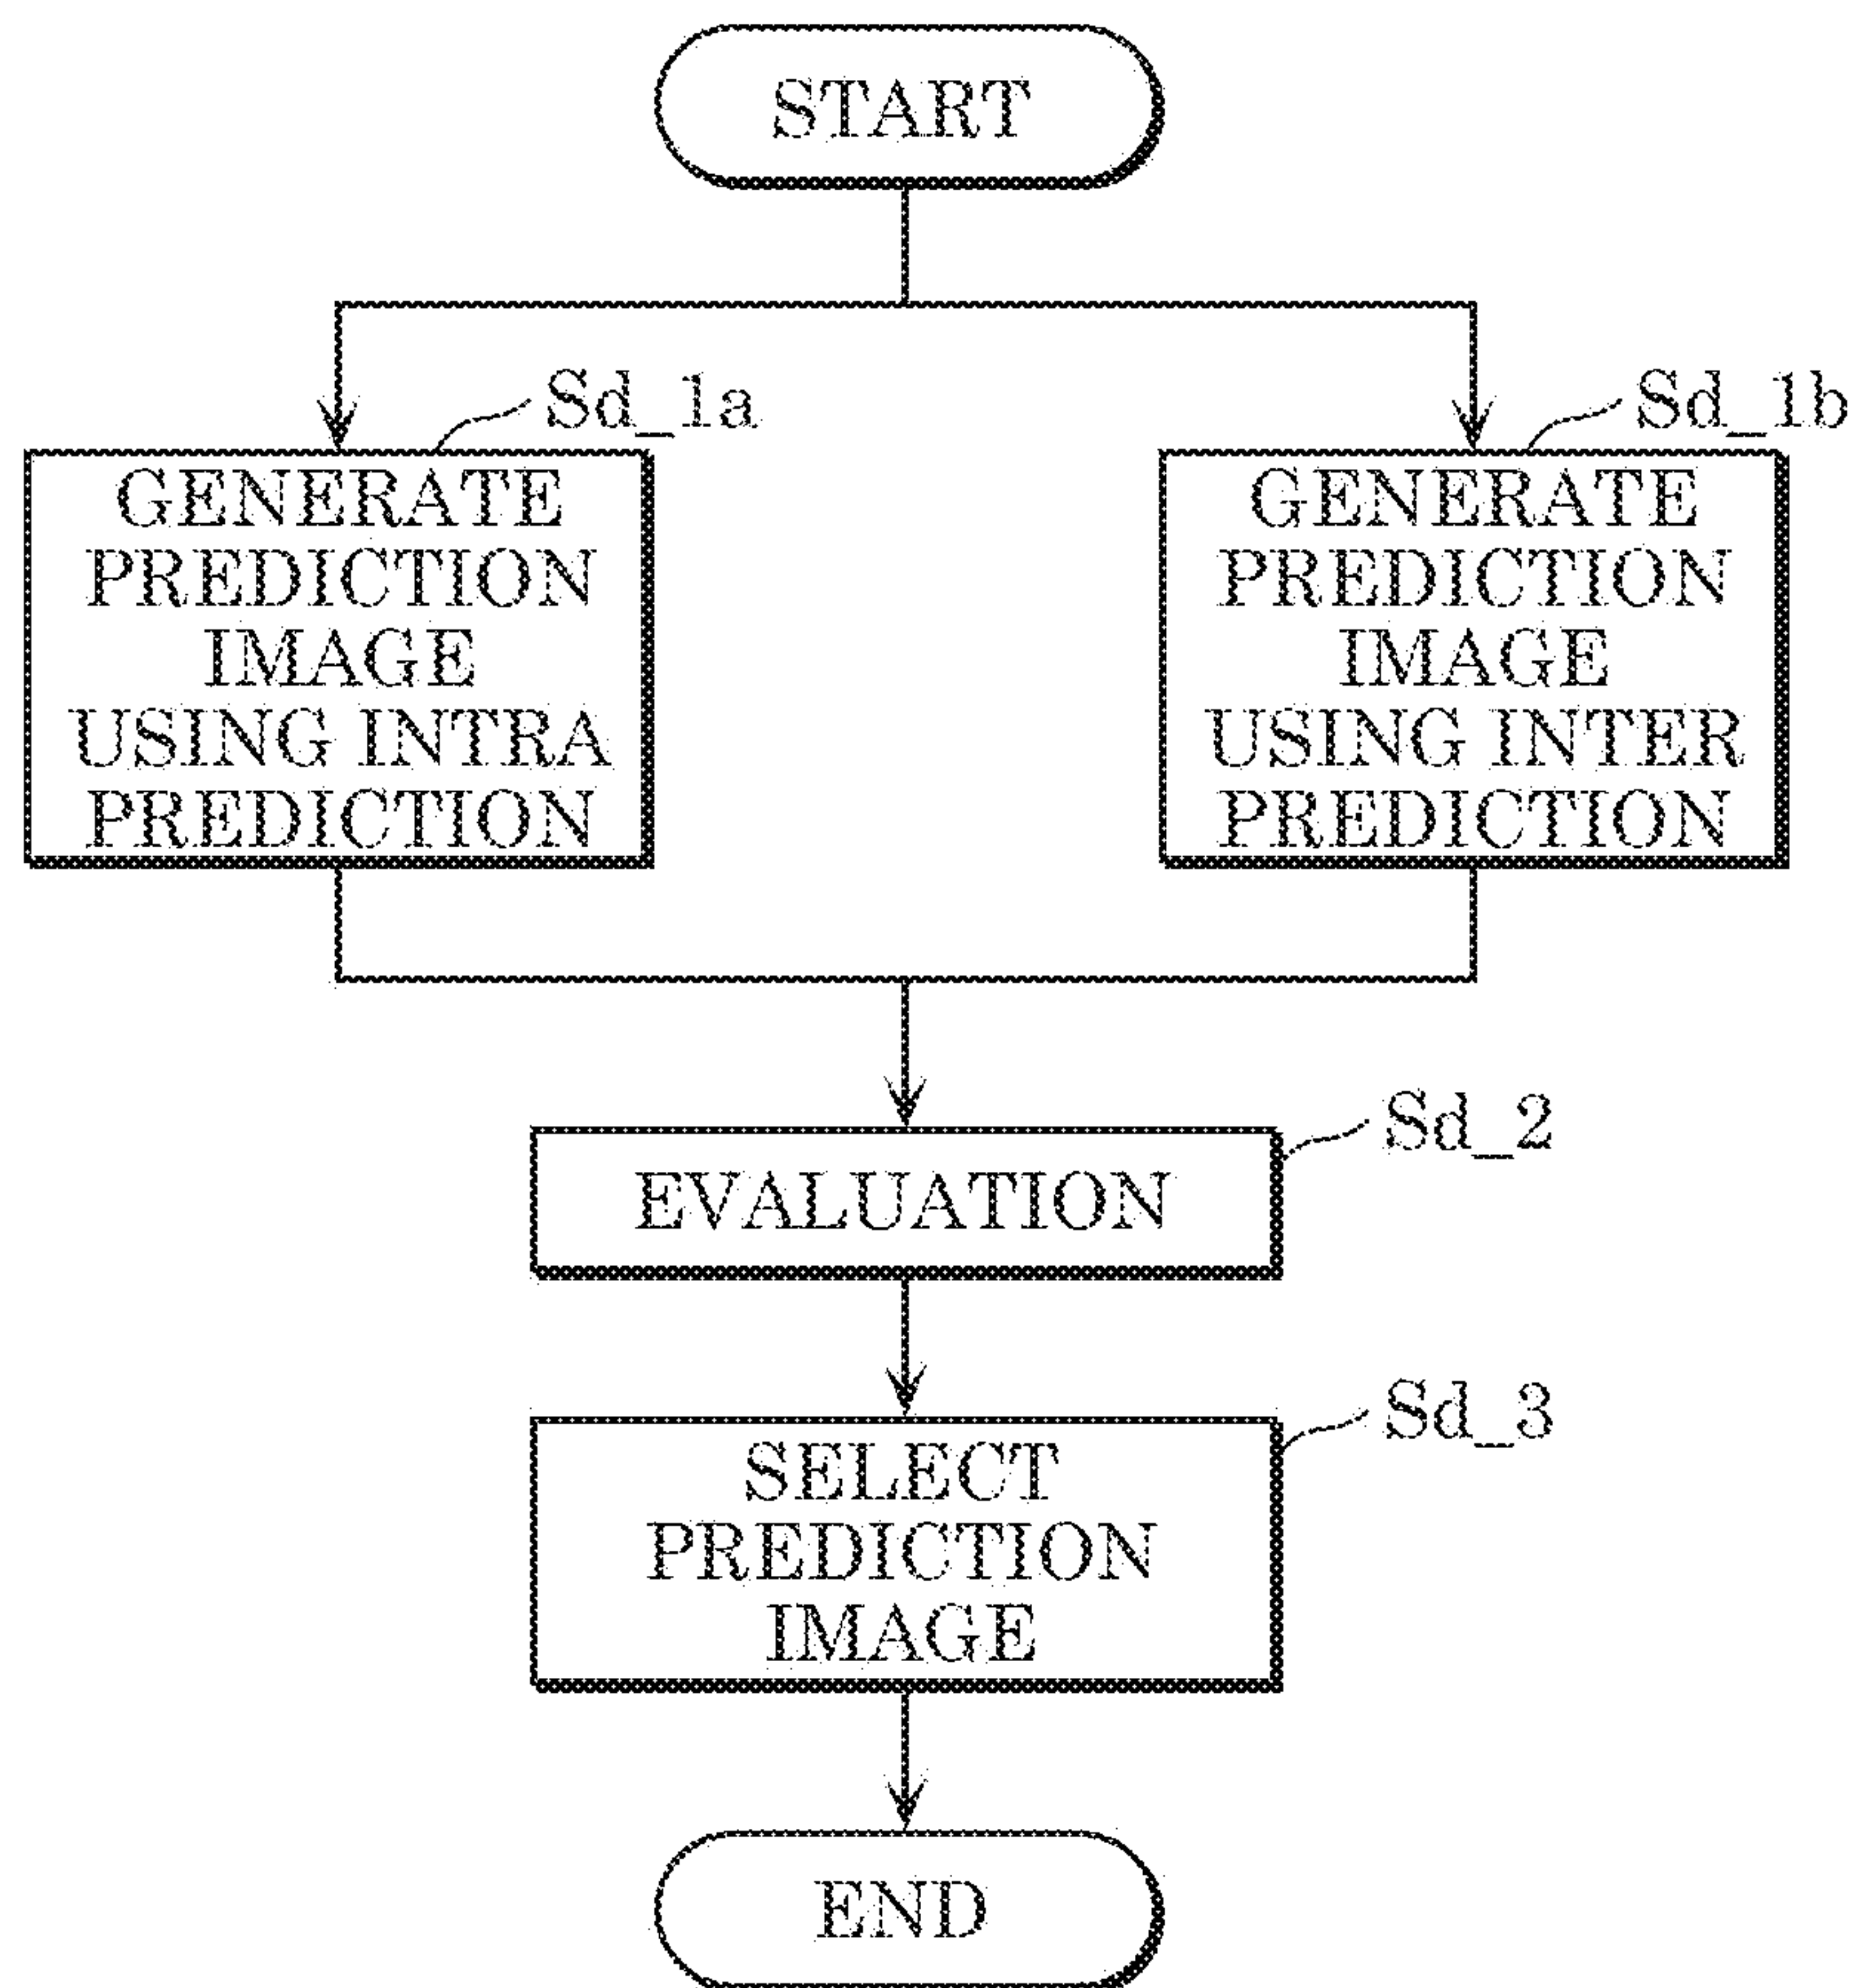 START
Sd_1a
GENERATE
PREDICTION
IMAGE
USING INTRA
PREDICTION
Sd_1b
GENERATE
PREDICTION
IMAGE
USING INTER
PREDICTION
Sd_2
EVALUATION
Sd_3
SELECT
PREDICTION
IMAGE
END